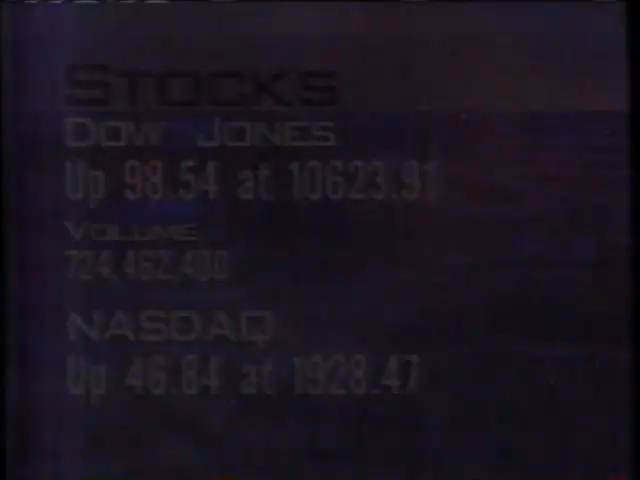 STOCKS
DOW JONES
Up 98.54 at 10623.91
VOLUME
724,462,400
NASDAQ
Up 46.84 at 1928.47